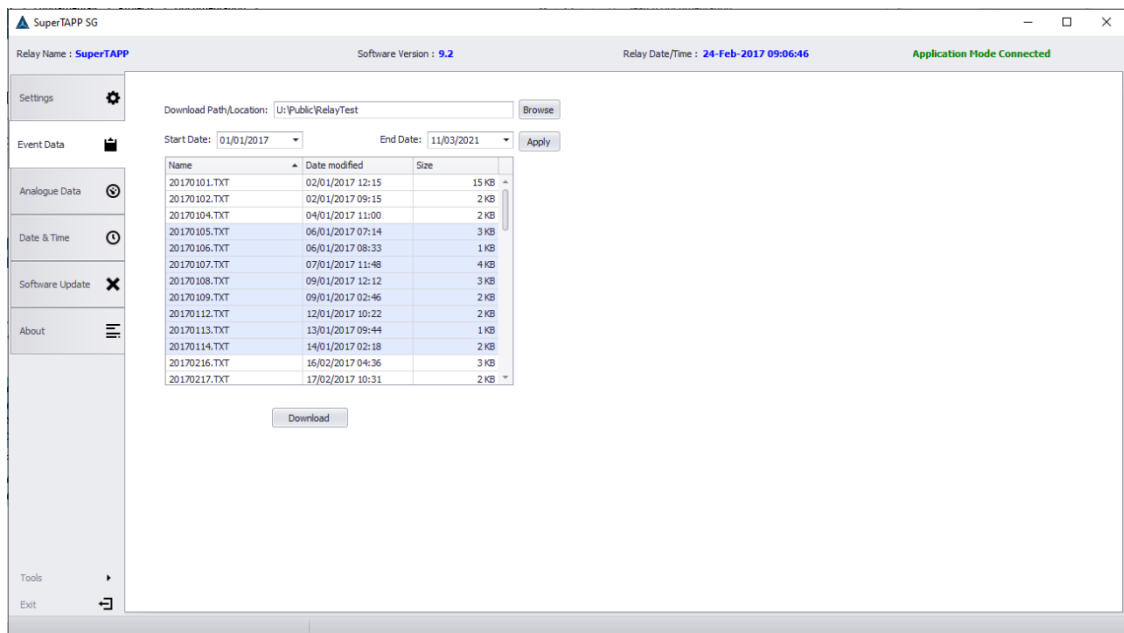 SuperTAPP SG
Relay Name : SuperTAPP Software Version : 9.2 Relay Date/Time : 24-Feb-2017 09:06:46 Application Mode Connected
Settings
Event Data
Analogue Data
Date & Time
Software Update
About
Tools
Exit
Download Path/Location: U:\Public\RelayTest Browse
Start Date: 01/01/2017 End Date: 11/03/2021 Apply
Name Date modified Size
20170101.TXT 02/01/2017 12:15 15 KB
20170102.TXT 02/01/2017 09:15 2 KB
20170104.TXT 04/01/2017 11:00 2 KB
20170105.TXT 06/01/2017 07:14 3 KB
20170106.TXT 06/01/2017 08:33 1 KB
20170107.TXT 07/01/2017 11:48 4 KB
20170108.TXT 09/01/2017 12:12 3 KB
20170109.TXT 09/01/2017 02:46 2 KB
20170112.TXT 12/01/2017 10:22 2 KB
20170113.TXT 13/01/2017 09:44 1 KB
20170114.TXT 14/01/2017 02:18 2 KB
20170216.TXT 16/02/2017 04:36 3 KB
20170217.TXT 17/02/2017 10:31 2 KB
Download